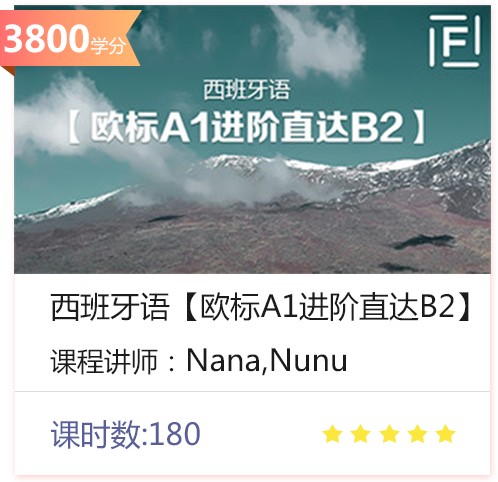 3800学分
F
西班牙语
【欧标A1进阶直达B2】
西班牙语【欧标A1进阶直达B2】
课程讲师：Nana,Nunu
课时数:180